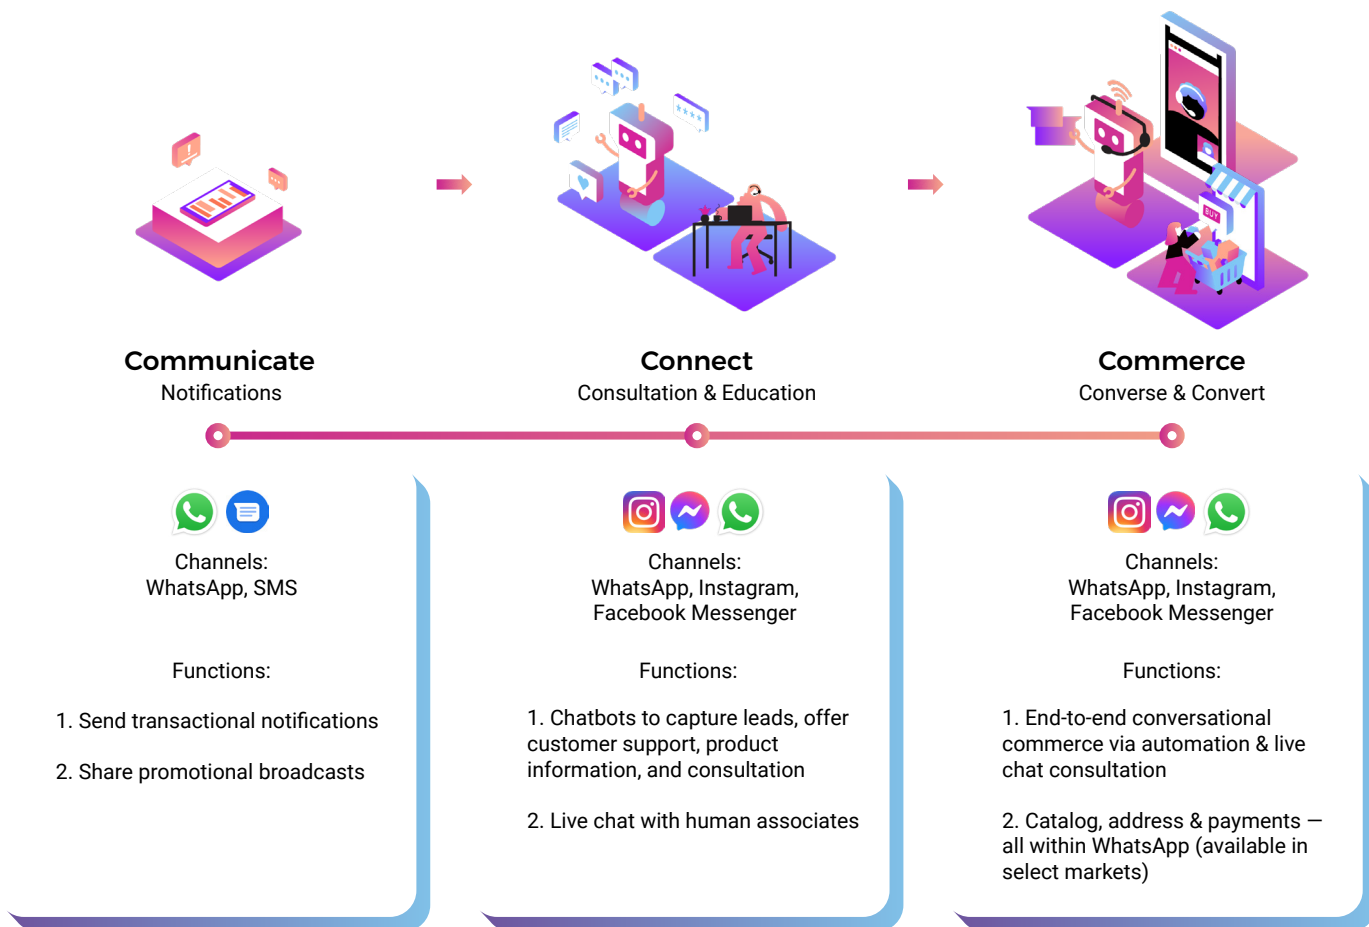 BUY
Communicate
Notifications
Connect
Consultation & Education
Commerce
Converse & Convert
Channels:
WhatsApp, SMS
Functions:
1. Send transactional notifications
2. Share promotional broadcasts
Channels:
WhatsApp, Instagram,
Facebook Messenger
Functions:
1. Chatbots to capture leads, offer
customer support, product
information, and consultation
2. Live chat with human associates
Channels:
WhatsApp, Instagram,
Facebook Messenger
Functions:
1. End-to-end conversational
commerce via automation & live
chat consultation
2. Catalog, address & payments —
all within WhatsApp (available in
select markets)